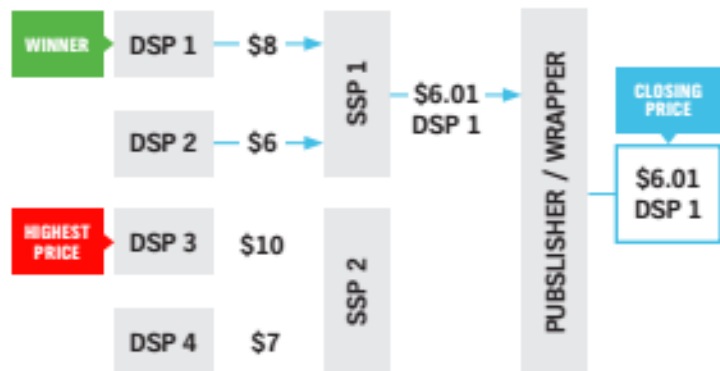 WINNER
DSP 1
$8
DSP 2
$6
SSP 1
$6.01
DSP 1
HIGHEST
PRICE
DSP 3
$10
DSP 4
$7
SSP 2
PUBSLISHER / WRAPPER
CLOSING
PRICE
$6.01
DSP 1